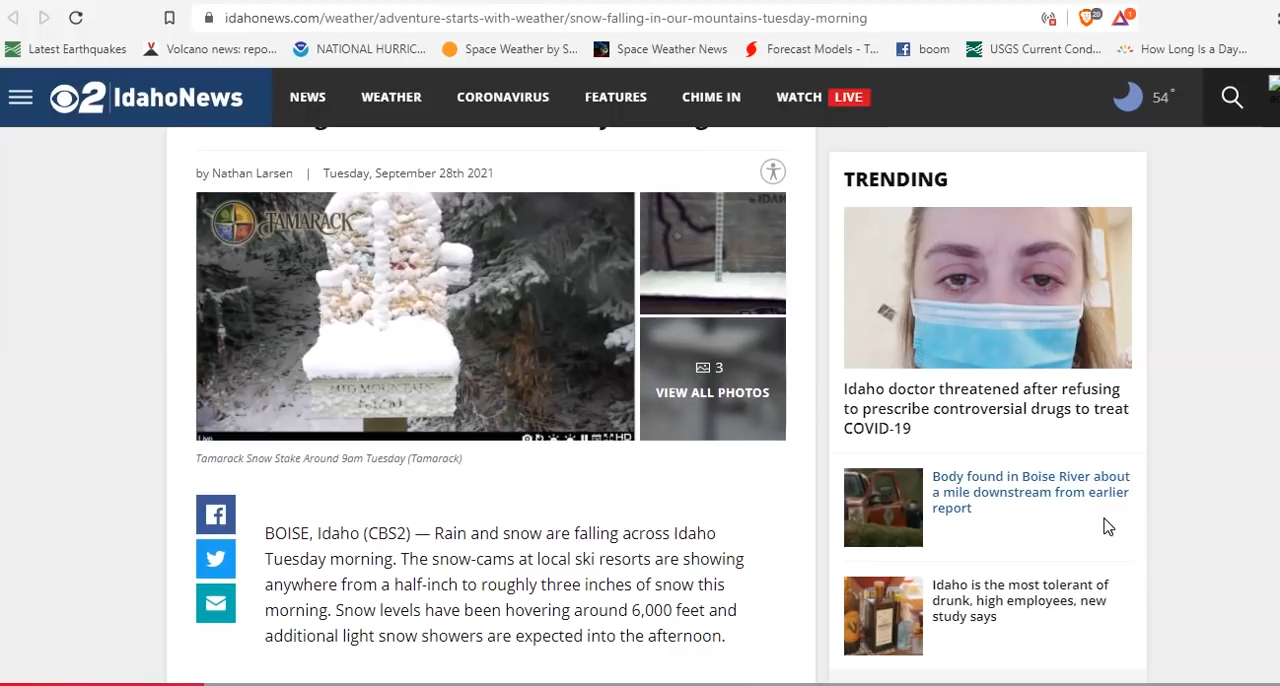 idahonews.com/weather/adventure-starts-with-weather/snow-falling-in-our-mountains-tuesday-morning
20
1
Latest Earthquakes
Volcano news: repo...
NATIONAL HURRIC...
Space Weather by S...
Space Weather News
Forecast Models - T...
boom
USGS Current Cond...
How Long Is a Day...
2 IdahoNews
NEWS
WEATHER
CORONAVIRUS
FEATURES
CHIME IN
WATCH LIVE
54°
by Nathan Larsen | Tuesday, September 28th 2021
TAMARACK
MID MOUNTAIN
3
VIEW ALL PHOTOS
Tamarack Snow Stake Around 9am Tuesday (Tamarack)
BOISE, Idaho (CBS2) — Rain and snow are falling across Idaho
Tuesday morning. The snow-cams at local ski resorts are showing
anywhere from a half-inch to roughly three inches of snow this
morning. Snow levels have been hovering around 6,000 feet and
additional light snow showers are expected into the afternoon.
TRENDING
Idaho doctor threatened after refusing
to prescribe controversial drugs to treat
COVID-19
Body found in Boise River about
a mile downstream from earlier
report
Idaho is the most tolerant of
drunk, high employees, new
study says